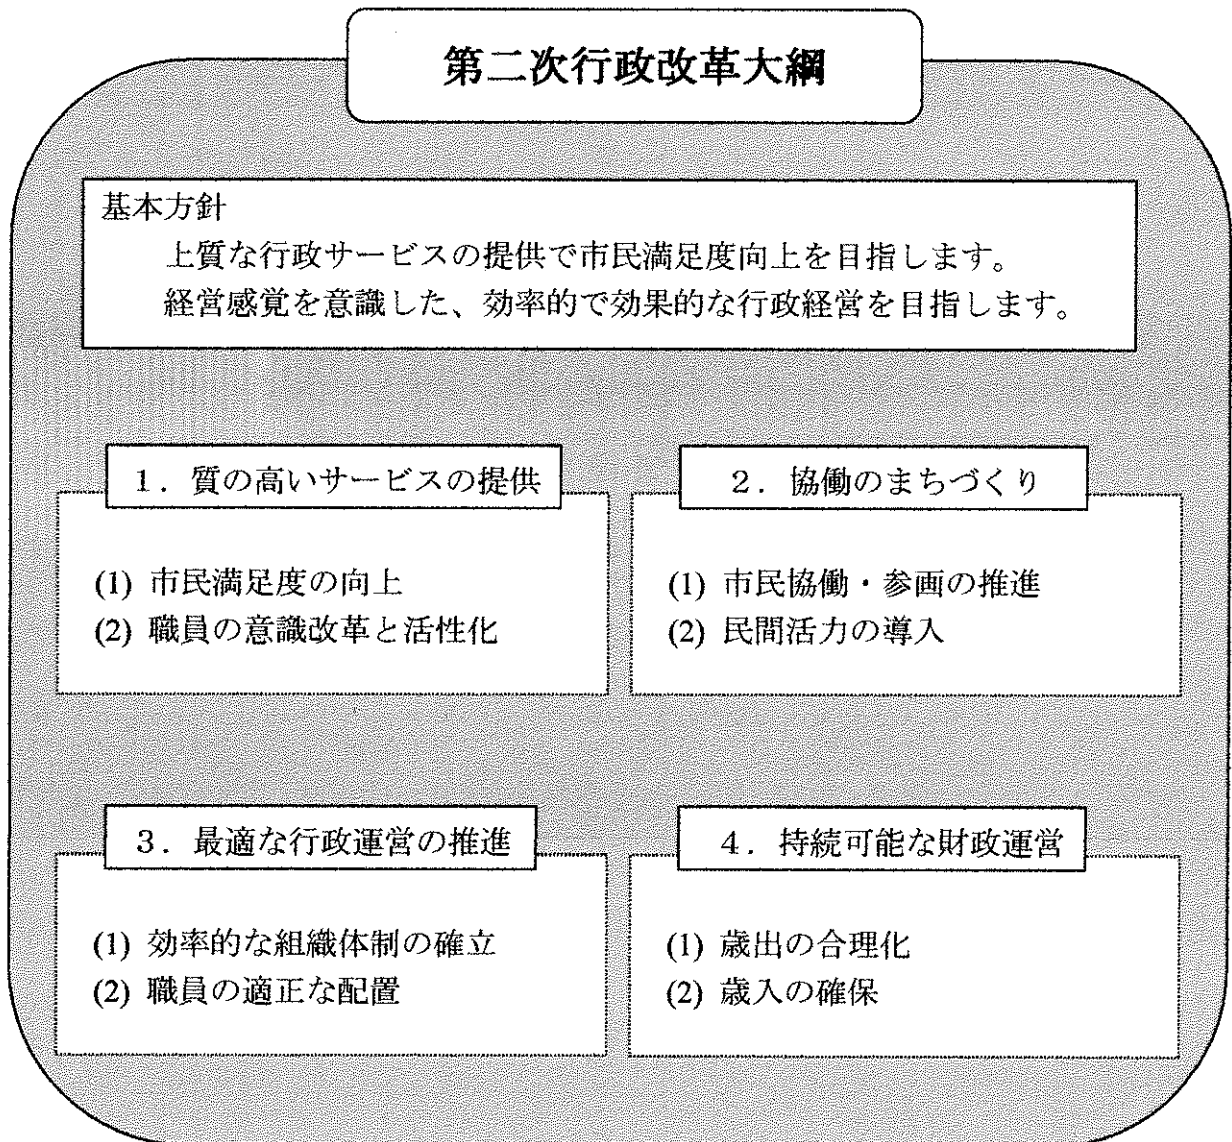 第二次行政改革大綱
基本方針
上質な行政サービスの提供で市民満足度向上を目指します。
経営感覚を意識した、効率的で効果的な行政経営を目指します。
１．質の高いサービスの提供
(1) 市民満足度の向上
(2) 職員の意識改革と活性化
２．協働のまちづくり
(1) 市民協働・参画の推進
(2) 民間活力の導入
３．最適な行政運営の推進
(1) 効率的な組織体制の確立
(2) 職員の適正な配置
４．持続可能な財政運営
(1) 歳出の合理化
(2) 歳入の確保